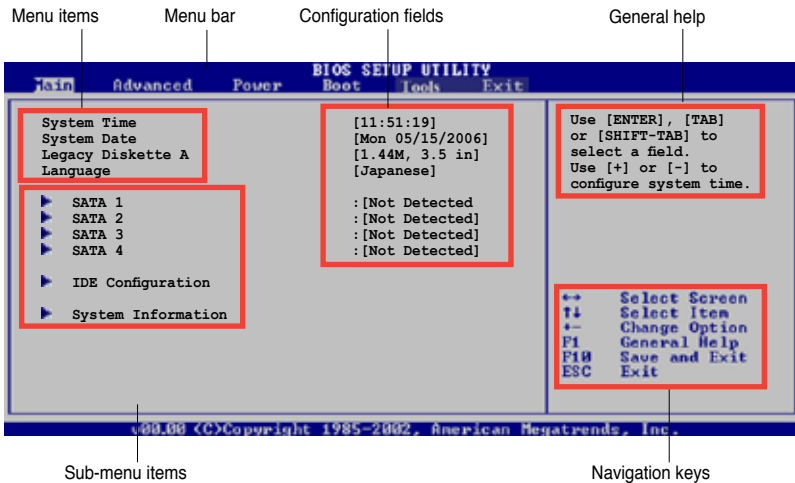 Menu items Menu bar Configuration fields General help
BIOS SETUP UTILITY
Main Advanced Power Boot Tools Exit
System Time [11:51:19]
System Date [Mon 05/15/2006]
Legacy Diskette A [1.44M, 3.5 in]
Language [Japanese]
SATA 1 :[Not Detected
SATA 2 :[Not Detected]
SATA 3 :[Not Detected]
SATA 4 :[Not Detected]
IDE Configuration
System Information
Use [ENTER], [TAB]
or [SHIFT-TAB] to
select a field.
Use [+] or [-] to
configure system time.
↔ Select Screen
↑↓ Select Item
+- Change Option
F1 General Help
F10 Save and Exit
ESC Exit
v00.00 (C)Copyright 1985-2002, American Megatrends, Inc.
Sub-menu items Navigation keys